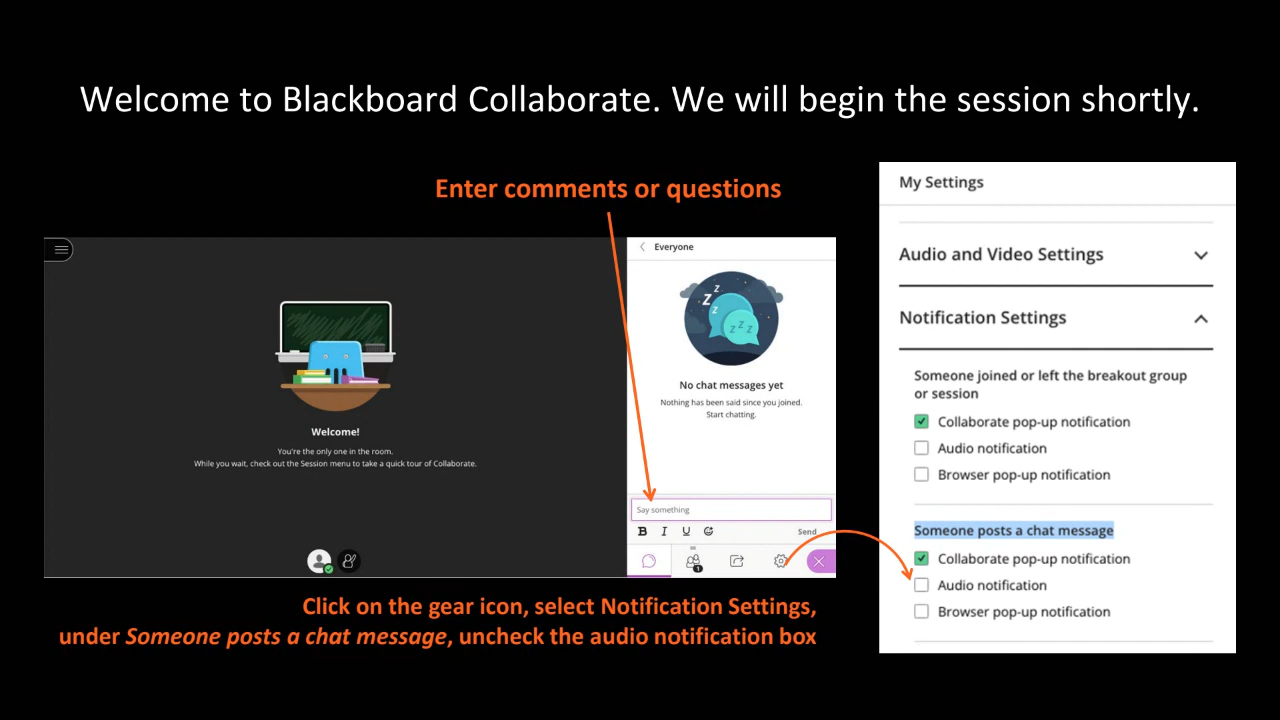 Welcome to Blackboard Collaborate. We will begin the session shortly.
Enter comments or questions
Everyone
Z
Z
Z
z z z
No chat messages yet
Nothing has been said since you joined.
Start chatting.
Welcome!
You're the only one in the room.
While you wait, check out the Session menu to take a quick tour of Collaborate.
Say something
B I U
Send
1
Click on the gear icon, select Notification Settings,
under Someone posts a chat message, uncheck the audio notification box
My Settings
Audio and Video Settings
Notification Settings
Someone joined or left the breakout group
or session
Collaborate pop-up notification
Audio notification
Browser pop-up notification
Someone posts a chat message
Collaborate pop-up notification
Audio notification
Browser pop-up notification